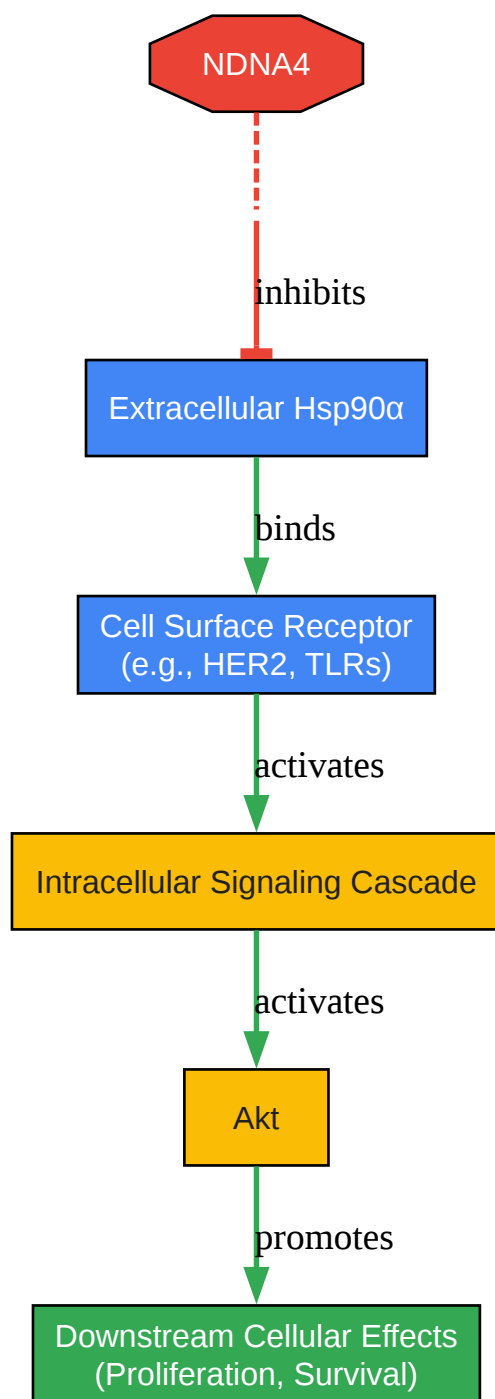 NDNA4
inhibits
Extracellular Hsp90α
binds
Cell Surface Receptor
(e.g., HER2, TLRs)
activates
Intracellular Signaling Cascade
activates
Akt
promotes
Downstream Cellular Effects
(Proliferation, Survival)